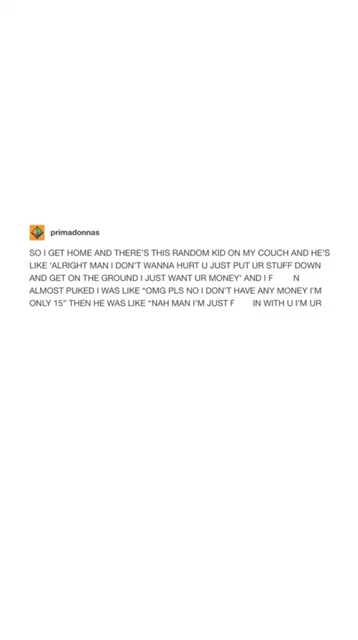 primadonnas
SO I GET HOME AND THERE'S THIS RANDOM KID ON MY COUCH AND HE'S
LIKE 'ALRIGHT MAN I DON'T WANNA HURT U JUST PUT UR STUFF DOWN
AND GET ON THE GROUND I JUST WANT UR MONEY' AND I F N
ALMOST PUKED I WAS LIKE “OMG PLS NO I DON'T HAVE ANY MONEY I'M
ONLY 15” THEN HE WAS LIKE “NAH MAN I'M JUST F IN WITH U I'M UR